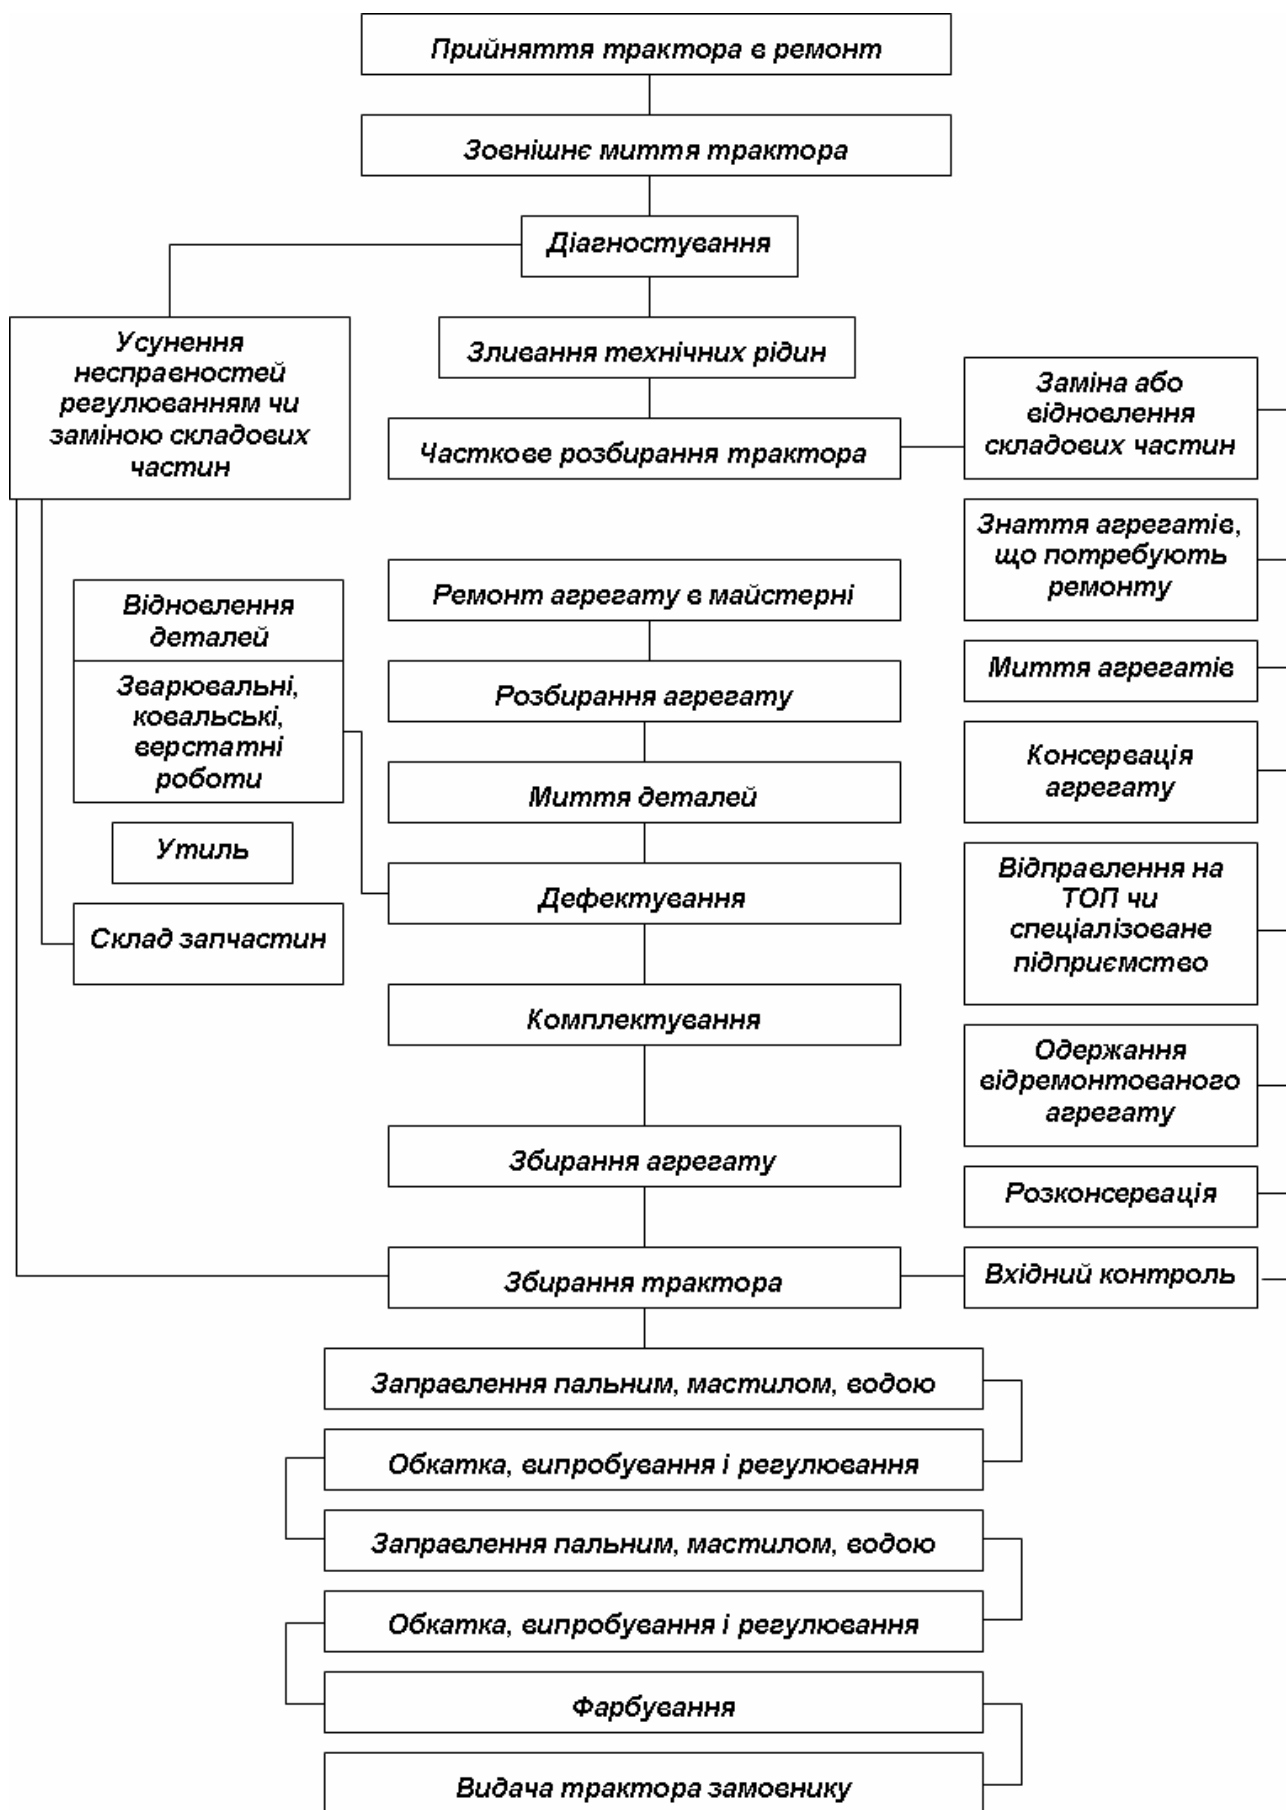 Прийняття трактора в ремонт
Зовнішнє миття трактора
Діагностування
Усунення
несправностей
регулюванням чи
заміною складових
частин
Зливання технічних рідин
Часткове розбирання трактора
Заміна або
відновлення
складових частин
Знаття агрегатів,
що потребують
ремонту
Миття агрегатів
Консервація
агрегату
Відправлення на
ТОП чи
спеціалізоване
підприємство
Одержання
відремонтованого
агрегату
Розконсервація
Вхідний контроль
Відновлення
деталей
Зварювальні,
ковальські,
верстатні
роботи
Утиль
Склад запчастин
Ремонт агрегату в майстерні
Розбирання агрегату
Миття деталей
Дефектування
Комплектування
Збирання агрегату
Збирання трактора
Заправлення пальним, мастилом, водою
Обкатка, випробування і регулювання
Заправлення пальним, мастилом, водою
Обкатка, випробування і регулювання
Фарбування
Видача трактора замовнику